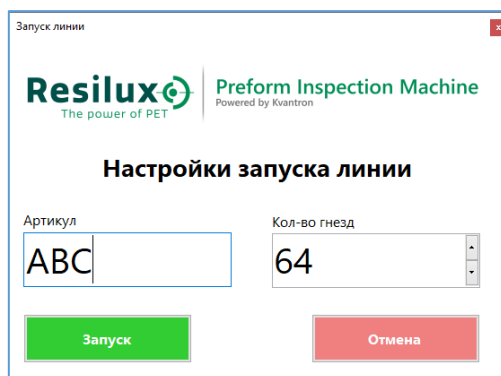 Запуск линии
x
Resilux
The power of PET
Preform Inspection Machine
Powered by Kvantron
Настройки запуска линии
Артикул
Кол-во гнезд
ABC
64
Запуск
Отмена